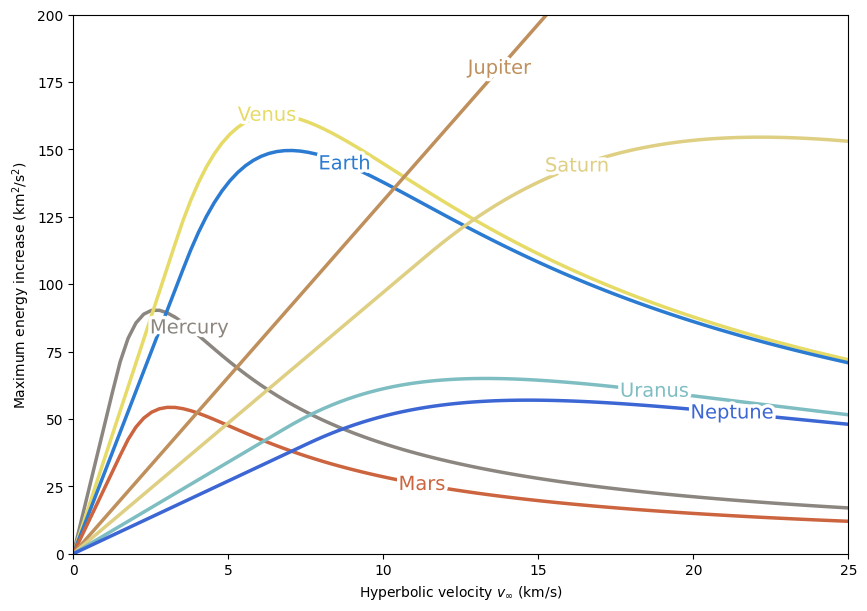 200
175
150
125
100
75
50
25
0
Maximum energy increase (km²/s²)
Jupiter
Venus
Earth
Saturn
Mercury
Uranus
Neptune
Mars
0 5 10 15 20 25
Hyperbolic velocity v∞ (km/s)